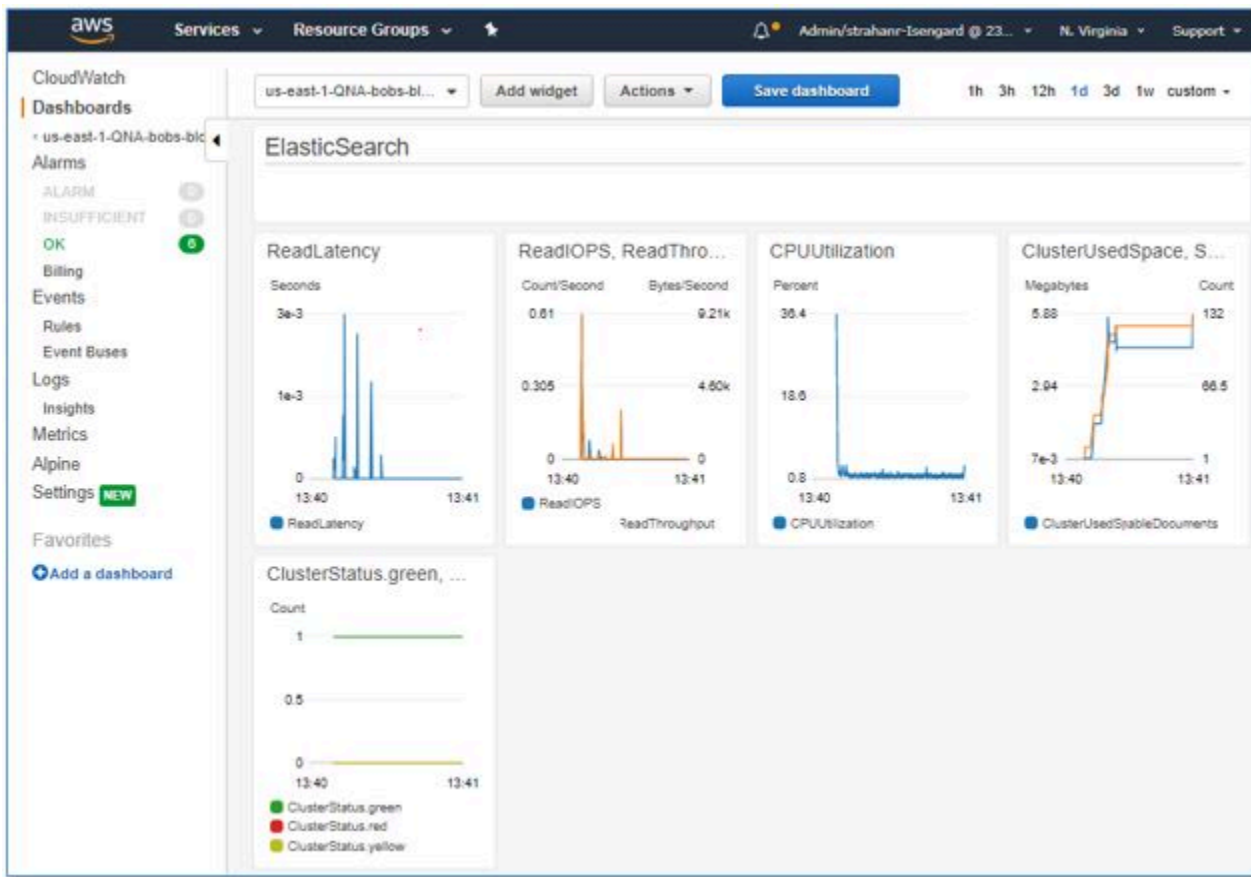 aws Services Resource Groups Admin/strahanr-Isengard @ 23... N. Virginia Support
CloudWatch
Dashboards
us-east-1-QNA-bobs-blo
Alarms
ALARM 0
INSUFFICIENT 0
OK 6
Billing
Events
Rules
Event Buses
Logs
Insights
Metrics
Alpine
Settings NEW
Favorites
Add a dashboard
us-east-1-QNA-bobs-bl... Add widget Actions Save dashboard 1h 3h 12h 1d 3d 1w custom
ElasticSearch
ReadLatency
Seconds
3e-3
1e-3
0
13:40 13:41
ReadLatency
ReadIOPS, ReadThro...
Count/Second Bytes/Second
0.61 9.21k
0.305 4.60k
0 0
13:40 13:41
ReadIOPS
ReadThroughput
CPUUtilization
Percent
36.4
18.6
0.8
13:40 13:41
CPUUtilization
ClusterUsedSpace, S...
Megabytes Count
5.88 132
2.94 66.5
7e-3 1
13:40 13:41
ClusterUsedSpableDocuments
ClusterStatus.green, ...
Count
1
0.5
0
13:40 13:41
ClusterStatus.green
ClusterStatus.red
ClusterStatus.yellow